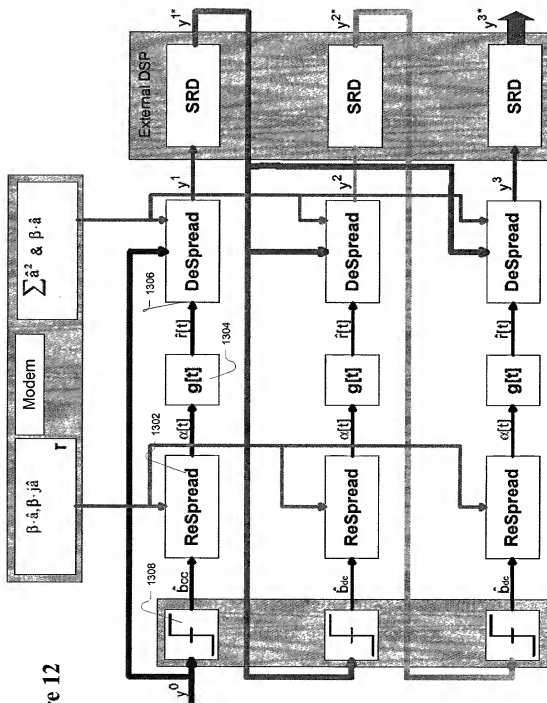 re 12
β·â, β·jâ
r
Modem
∑ â² & β·â
External DSP
1308
1302
1304
1306
y⁰
b̂cc
ReSpread
α[t]
g[t]
r̂[t]
DeSpread
y¹
SRD
y¹*
b̂dc
ReSpread
α[t]
g[t]
r̂[t]
DeSpread
y²
SRD
y²*
b̂dc
ReSpread
α[t]
g[t]
r̂[t]
DeSpread
y³
SRD
y³*